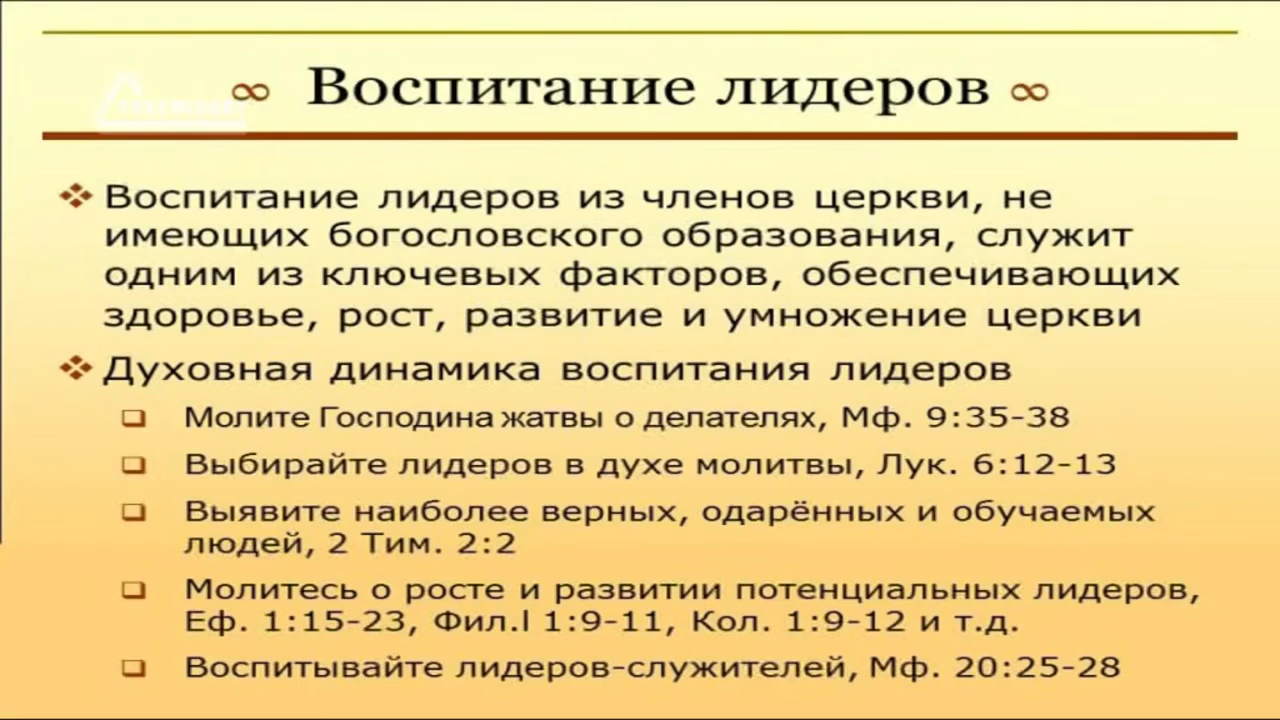 ∞ Воспитание лидеров ∞
Воспитание лидеров из членов церкви, не
имеющих богословского образования, служит
одним из ключевых факторов, обеспечивающих
здоровье, рост, развитие и умножение церкви
Духовная динамика воспитания лидеров
Молите Господина жатвы о делателях, Мф. 9:35-38
Выбирайте лидеров в духе молитвы, Лук. 6:12-13
Выявите наиболее верных, одарённых и обучаемых
людей, 2 Тим. 2:2
Молитесь о росте и развитии потенциальных лидеров,
Еф. 1:15-23, Фил.l 1:9-11, Кол. 1:9-12 и т.д.
Воспитывайте лидеров-служителей, Мф. 20:25-28